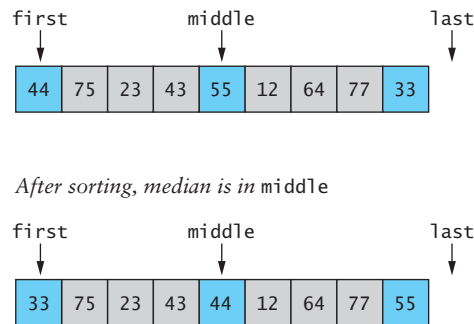 first middle last
44 75 23 43 55 12 64 77 33
After sorting, median is in middle
first middle last
33 75 23 43 44 12 64 77 55